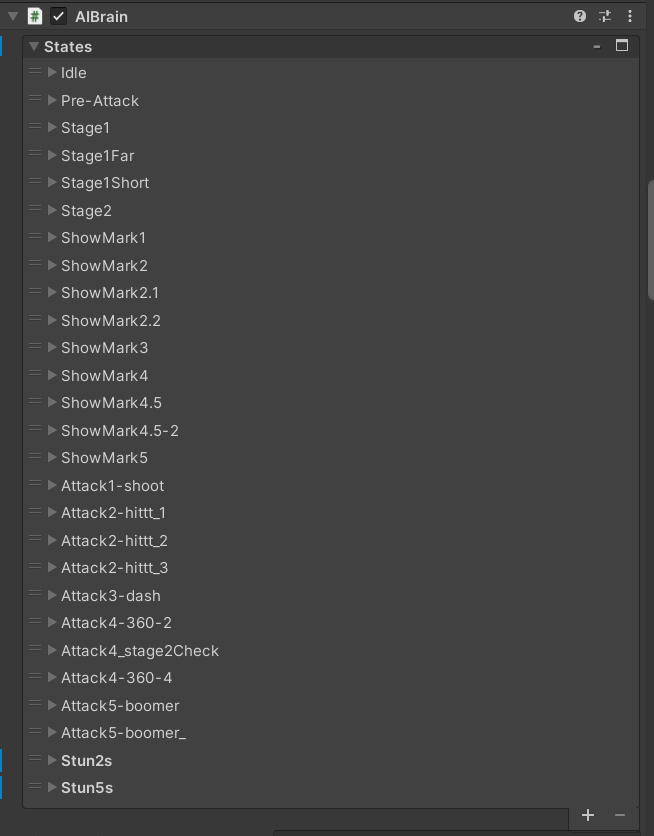 AIBrain
States
Idle
Pre-Attack
Stage1
Stage1Far
Stage1Short
Stage2
ShowMark1
ShowMark2
ShowMark2.1
ShowMark2.2
ShowMark3
ShowMark4
ShowMark4.5
ShowMark4.5-2
ShowMark5
Attack1-shoot
Attack2-hittt_1
Attack2-hittt_2
Attack2-hittt_3
Attack3-dash
Attack4-360-2
Attack4_stage2Check
Attack4-360-4
Attack5-boomer
Attack5-boomer_
Stun2s
Stun5s